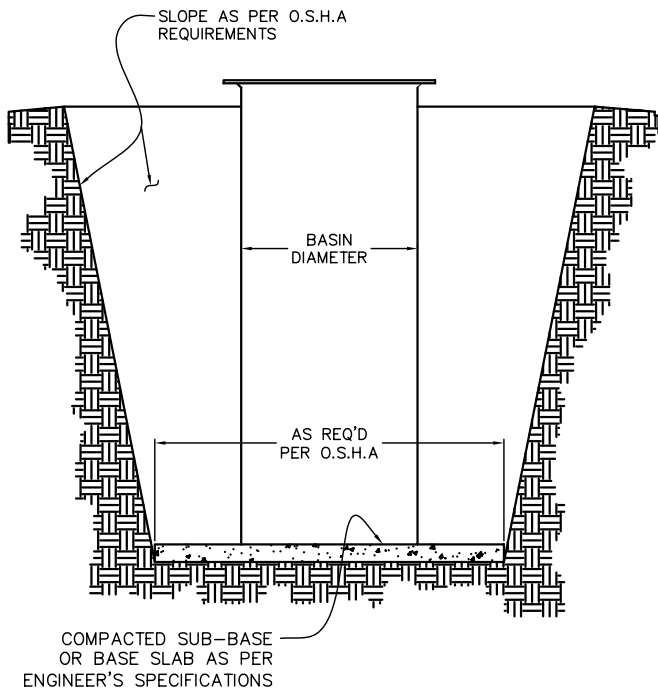 SLOPE AS PER O.S.H.A
REQUIREMENTS
BASIN
DIAMETER
AS REQ'D
PER O.S.H.A
COMPACTED SUB-BASE
OR BASE SLAB AS PER
ENGINEER'S SPECIFICATIONS